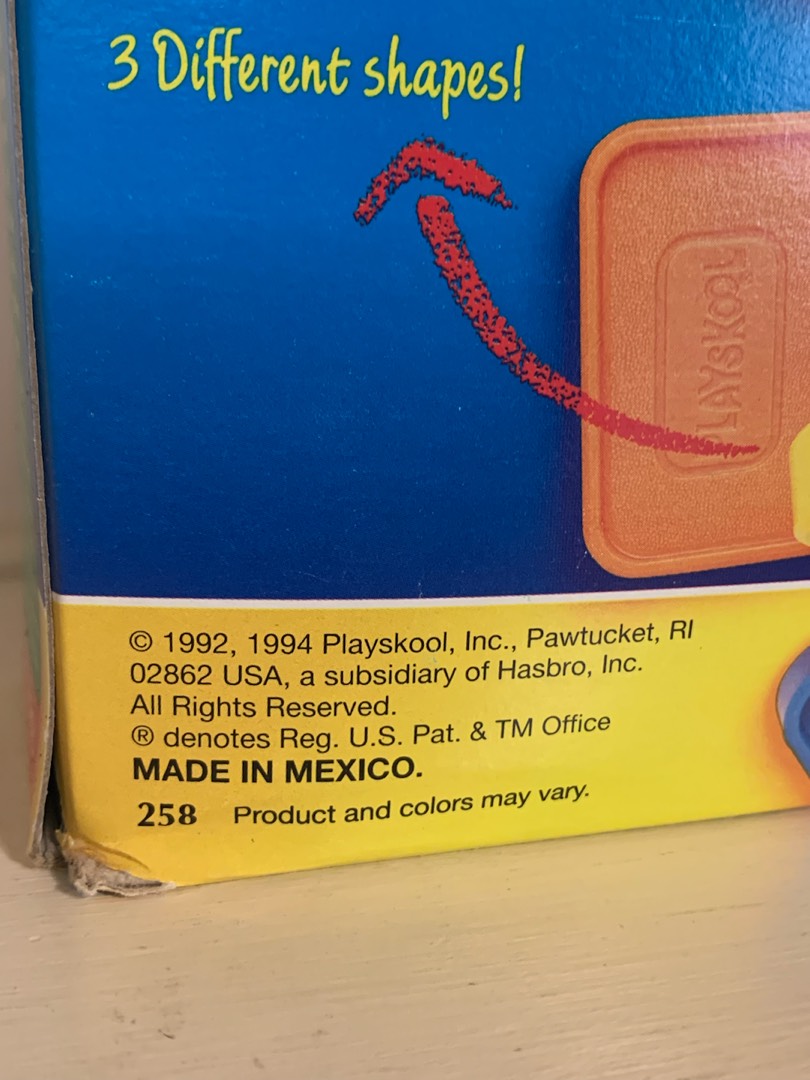 3 Different shapes!
LAYSKOOL
© 1992, 1994 Playskool, Inc., Pawtucket, RI
02862 USA, a subsidiary of Hasbro, Inc.
All Rights Reserved.
® denotes Reg. U.S. Pat. & TM Office
MADE IN MEXICO.
258 Product and colors may vary.